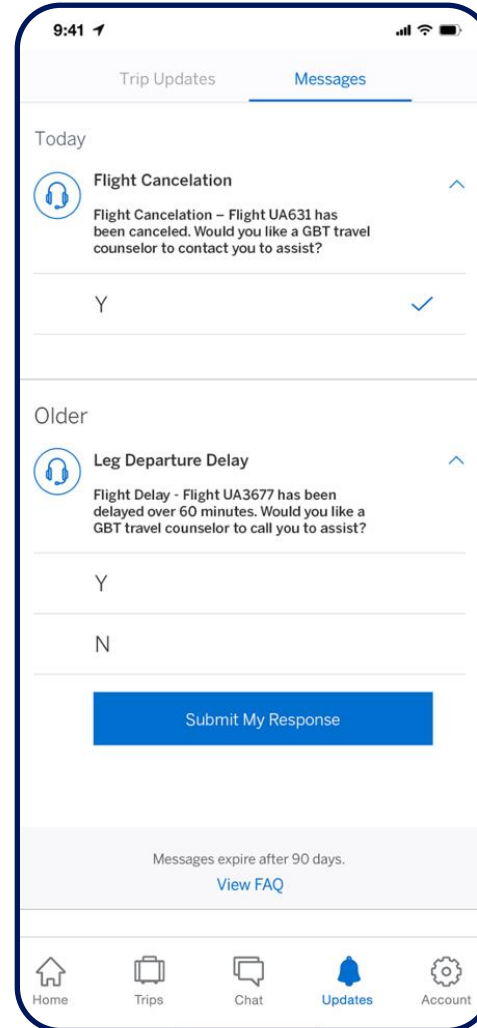 9:41
Trip Updates Messages
Today
Flight Cancelation
Flight Cancelation – Flight UA631 has
been canceled. Would you like a GBT travel
counselor to contact you to assist?
Y
Older
Leg Departure Delay
Flight Delay - Flight UA3677 has been
delayed over 60 minutes. Would you like a
GBT travel counselor to call you to assist?
Y
N
Submit My Response
Messages expire after 90 days.
View FAQ
Home Trips Chat Updates Account